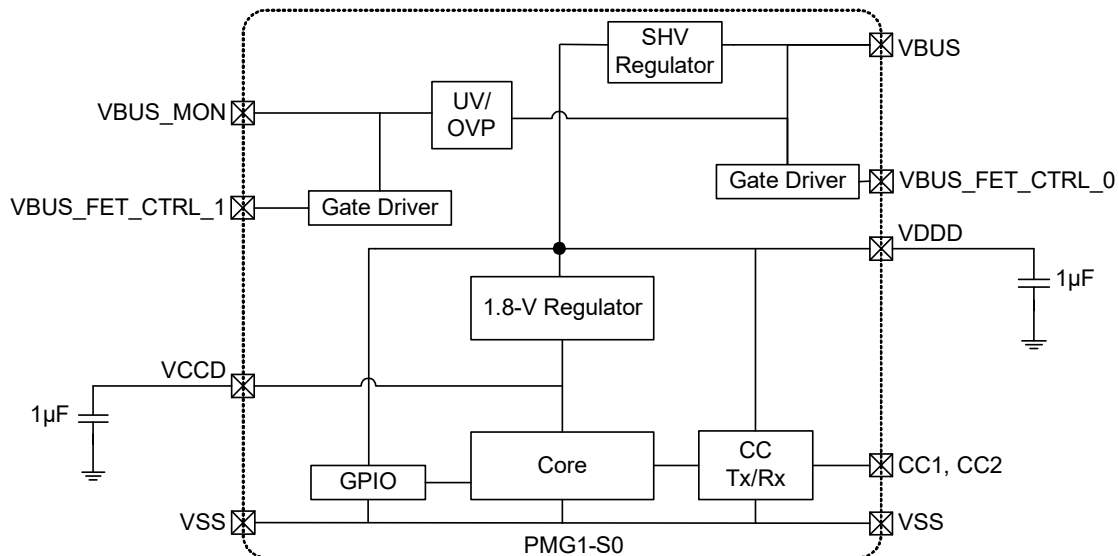 SHV
Regulator
VBUS
VBUS_MON
UV/
OVP
Gate Driver
VBUS_FET_CTRL_0
VBUS_FET_CTRL_1
Gate Driver
VDDD
1µF
1.8-V Regulator
VCCD
1µF
Core
CC
Tx/Rx
CC1, CC2
GPIO
VSS
VSS
PMG1-S0